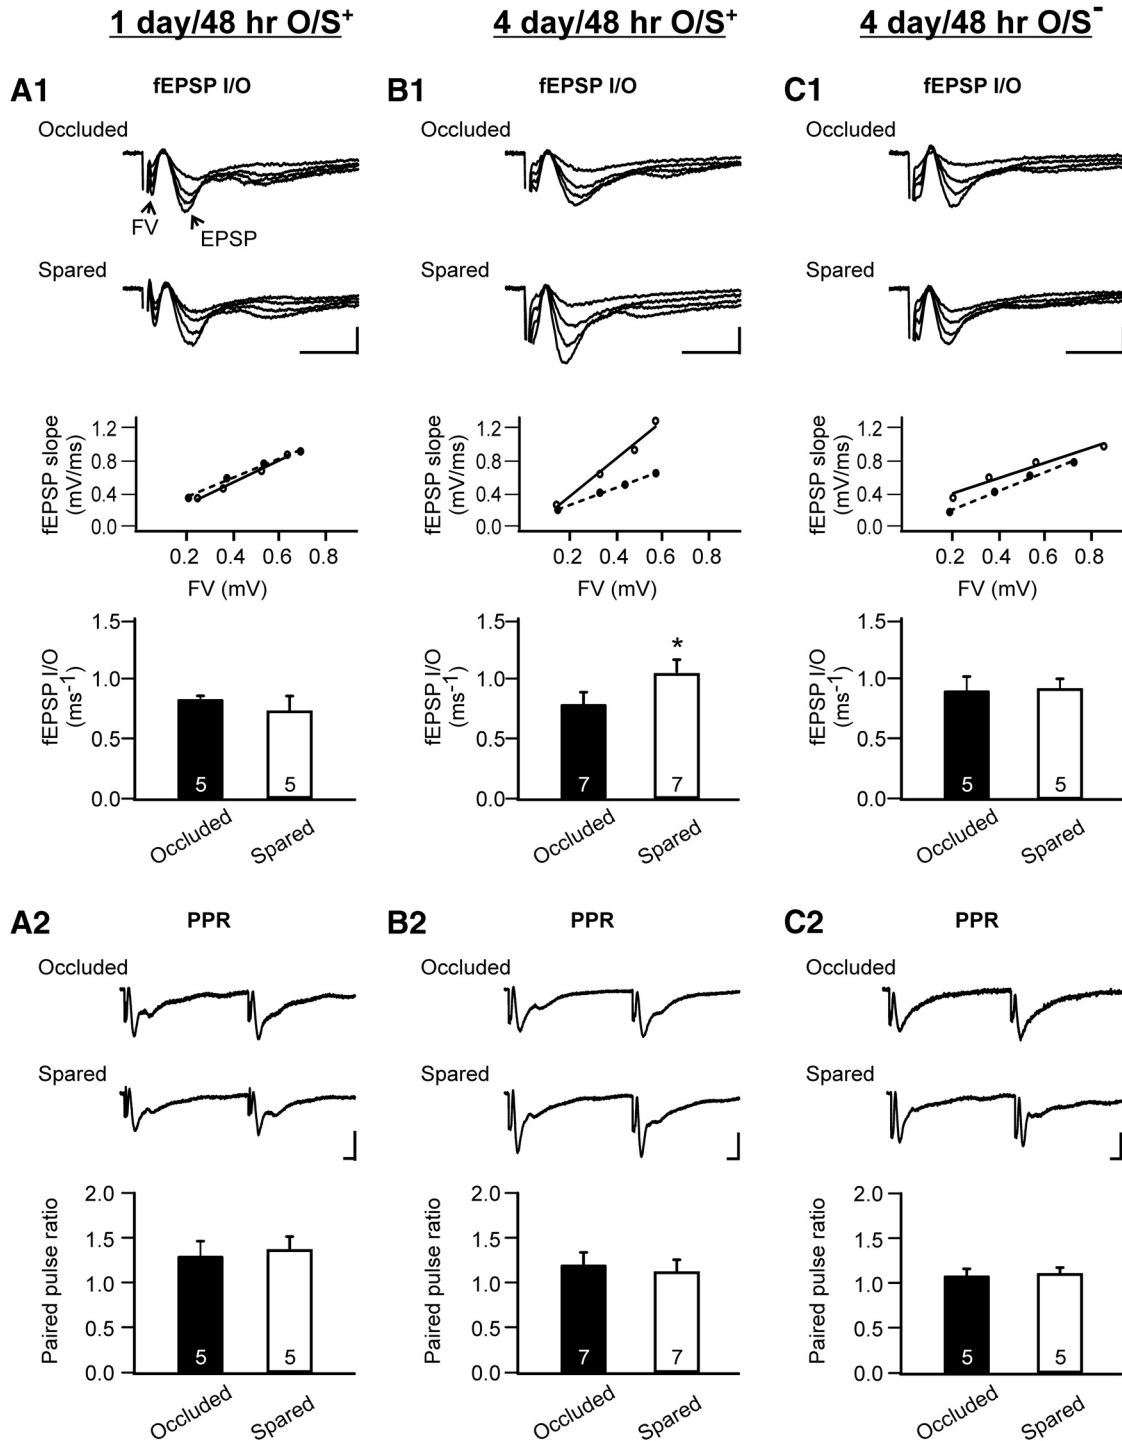 1 day/48 hr O/S⁺
4 day/48 hr O/S⁺
4 day/48 hr O/S⁻
A1
fEPSP I/O
Occluded
FV
EPSP
Spared
fEPSP slope
(mV/ms)
1.2
0.8
0.4
0.0
0.2 0.4 0.6 0.8
FV (mV)
fEPSP I/O
(ms⁻¹)
1.5
1.0
0.5
0.0
5 5
Occluded
Spared
B1
fEPSP I/O
Occluded
Spared
fEPSP slope
(mV/ms)
1.2
0.8
0.4
0.0
0.2 0.4 0.6 0.8
FV (mV)
fEPSP I/O
(ms⁻¹)
1.5
1.0
0.5
0.0
*
7 7
Occluded
Spared
C1
fEPSP I/O
Occluded
Spared
fEPSP slope
(mV/ms)
1.2
0.8
0.4
0.0
0.2 0.4 0.6 0.8
FV (mV)
fEPSP I/O
(ms⁻¹)
1.5
1.0
0.5
0.0
5 5
Occluded
Spared
A2
PPR
Occluded
Spared
Paired pulse ratio
2.0
1.5
1.0
0.5
0.0
5 5
Occluded
Spared
B2
PPR
Occluded
Spared
Paired pulse ratio
2.0
1.5
1.0
0.5
0.0
7 7
Occluded
Spared
C2
PPR
Occluded
Spared
Paired pulse ratio
2.0
1.5
1.0
0.5
0.0
5 5
Occluded
Spared